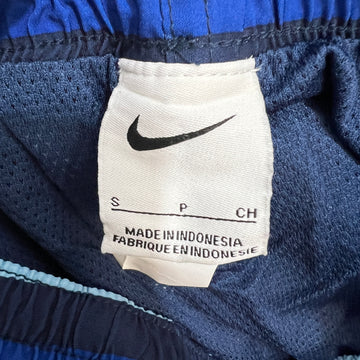 S P CH
MADE IN INDONESIA
FABRIQUE EN INDONESIE